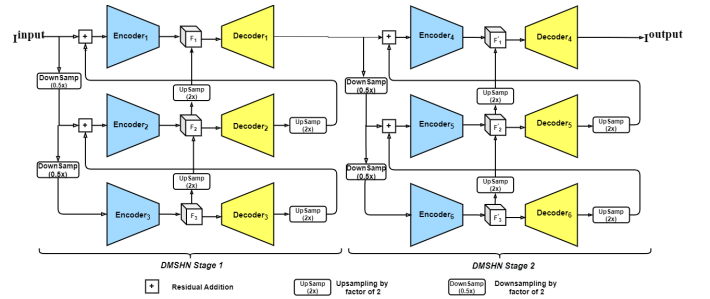 I^input
+
Encoder1
F1
Decoder1
+
Encoder4
F'1
Decoder4
I^output
DownSamp
(0.5x)
UpSamp
(2x)
DownSamp
(0.5x)
UpSamp
(2x)
+
Encoder2
F2
Decoder2
UpSamp
(2x)
+
Encoder5
F'2
Decoder5
UpSamp
(2x)
DownSamp
(0.5x)
UpSamp
(2x)
DownSamp
(0.5x)
UpSamp
(2x)
Encoder3
F3
Decoder3
UpSamp
(2x)
Encoder6
F'3
Decoder6
UpSamp
(2x)
DMSHN Stage 1
DMSHN Stage 2
+
Residual Addition
UpSamp
(2x)
Upsampling by
factor of 2
DownSamp
(0.5x)
Downsampling by
factor of 2